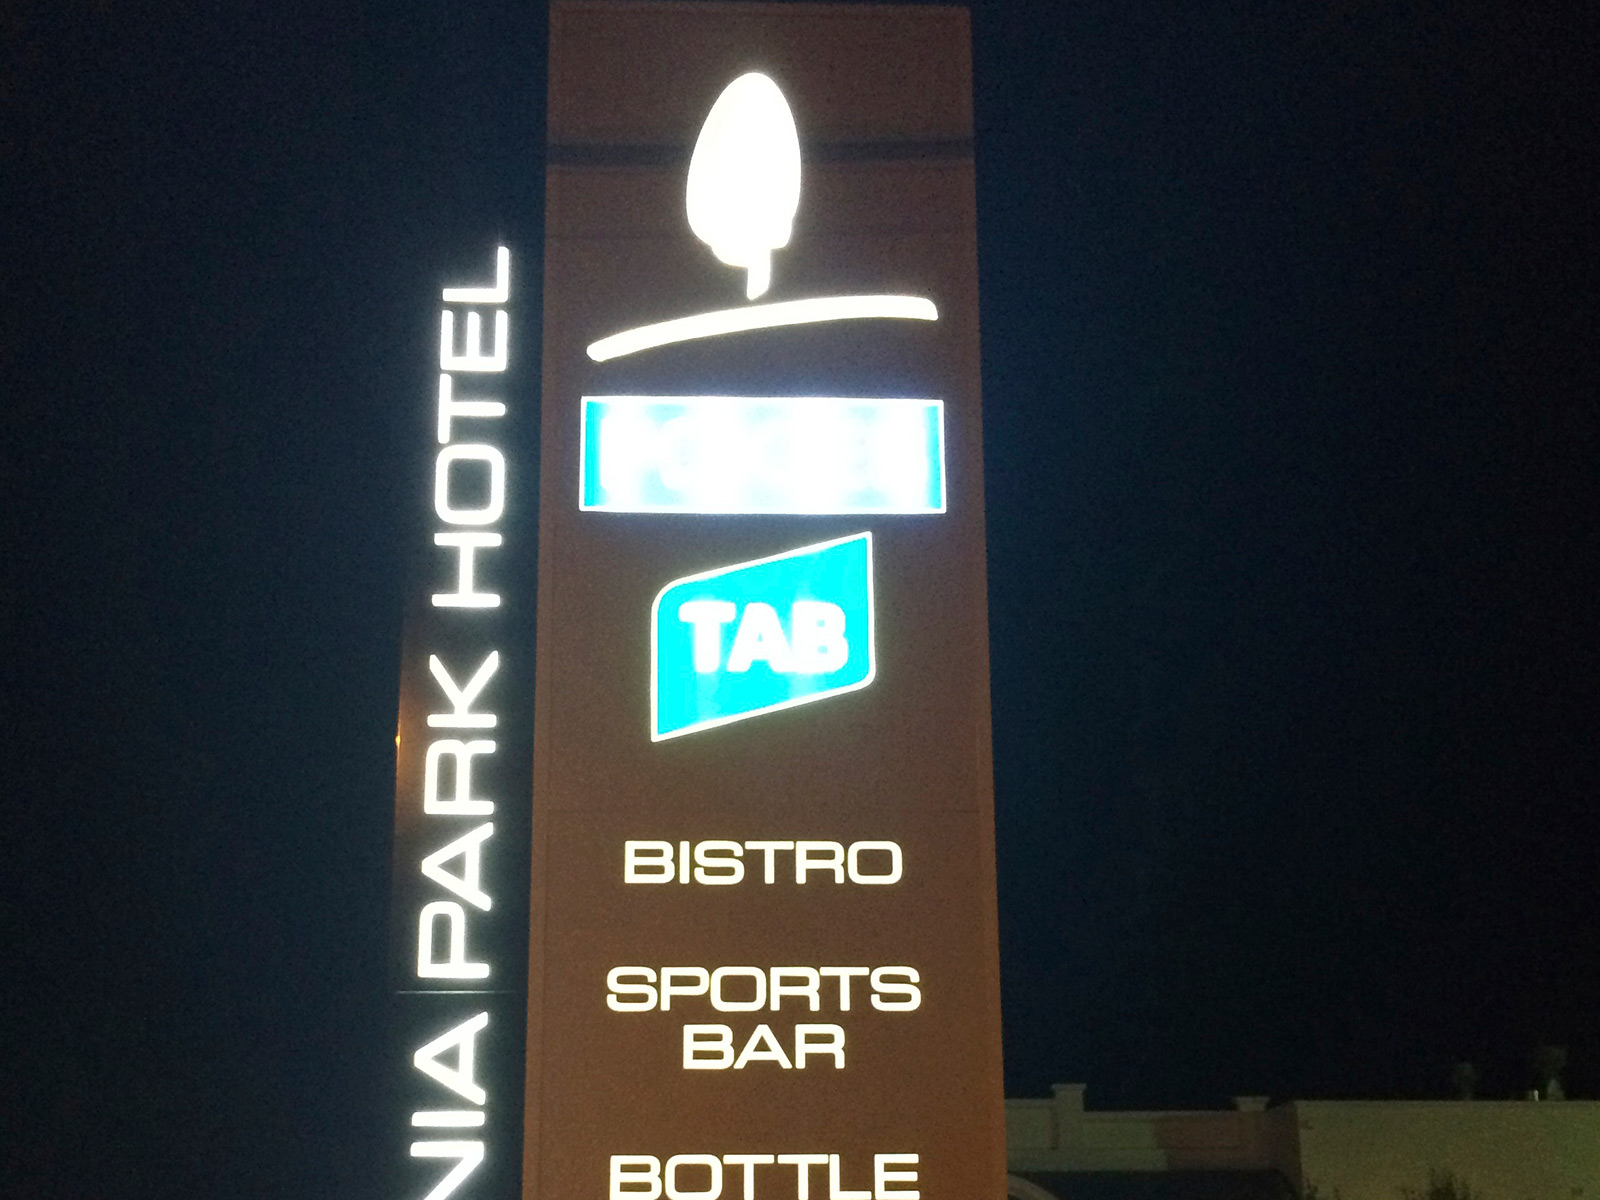 NIA PARK HOTEL
TAB
BISTRO
SPORTS
BAR
BOTTLE